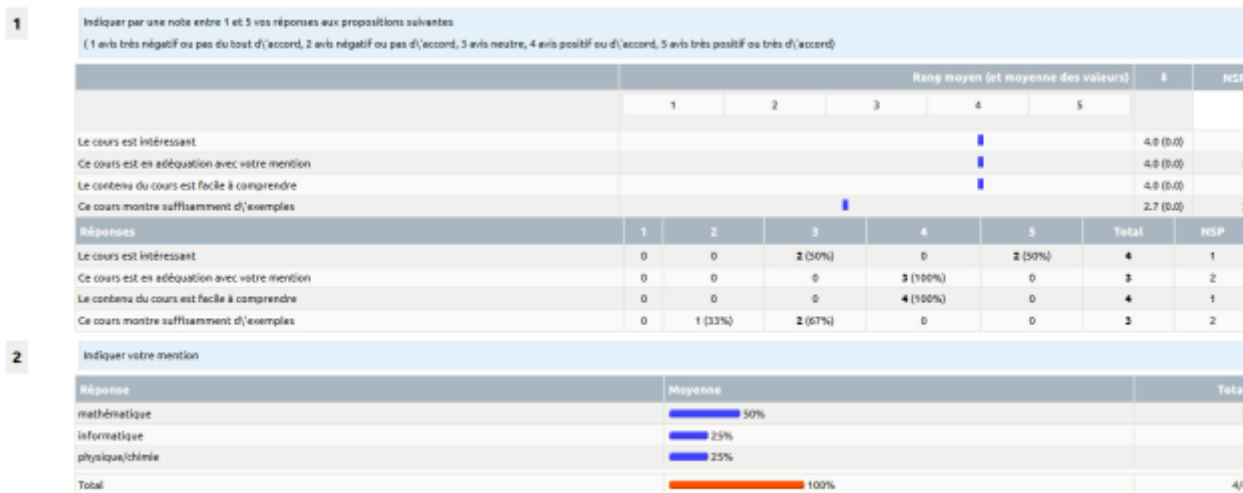 1
Indiquer par une note entre 1 et 5 vos réponses aux propositions suivantes
( 1 avis très négatif ou pas du tout d\'accord, 2 avis négatif ou pas d\'accord, 3 avis neutre, 4 avis positif ou d\'accord, 5 avis très positif ou très d\'accord)
Rang moyen (et moyenne des valeurs) NSP
1 2 3 4 5
Le cours est intéressant 4.0 (0.0)
Ce cours est en adéquation avec votre mention 4.0 (0.0)
Le contenu du cours est facile à comprendre 4.0 (0.0)
Ce cours montre suffisamment d\'exemples 2.7 (0.0)
Réponses 1 2 3 4 5 Total NSP
Le cours est intéressant 0 0 2 (50%) 0 2 (50%) 4 1
Ce cours est en adéquation avec votre mention 0 0 0 3 (100%) 0 3 2
Le contenu du cours est facile à comprendre 0 0 0 4 (100%) 0 4 1
Ce cours montre suffisamment d\'exemples 0 1 (33%) 2 (67%) 0 0 3 2
2
Indiquer votre mention
Réponse Moyenne Tota
mathématique 50%
informatique 25%
physique/chimie 25%
Total 100% 4/